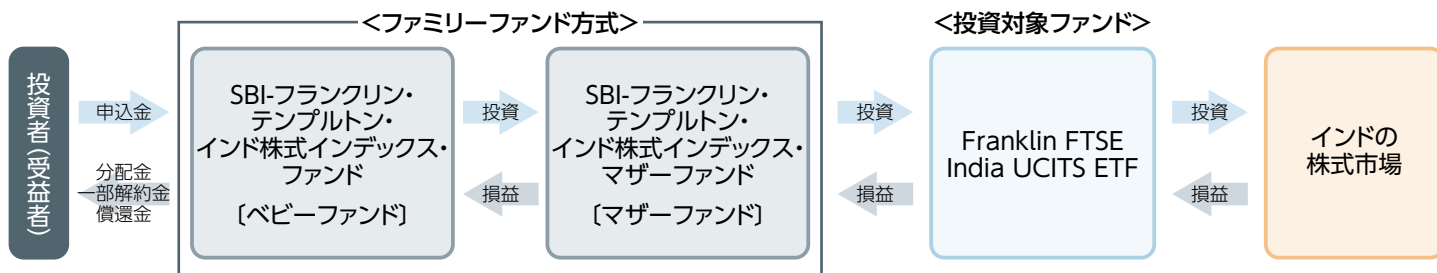 <ファミリーファンド方式>
<投資対象ファンド>
投資者(受益者)
申込金
分配金
一部解約金
償還金
SBI-フランクリン・
テンプルトン・
インド株式インデックス・
ファンド
〔ベビーファンド〕
投資
損益
SBI-フランクリン・
テンプルトン・
インド株式インデックス・
マザーファンド
〔マザーファンド〕
投資
損益
Franklin FTSE
India UCITS ETF
投資
損益
インドの
株式市場